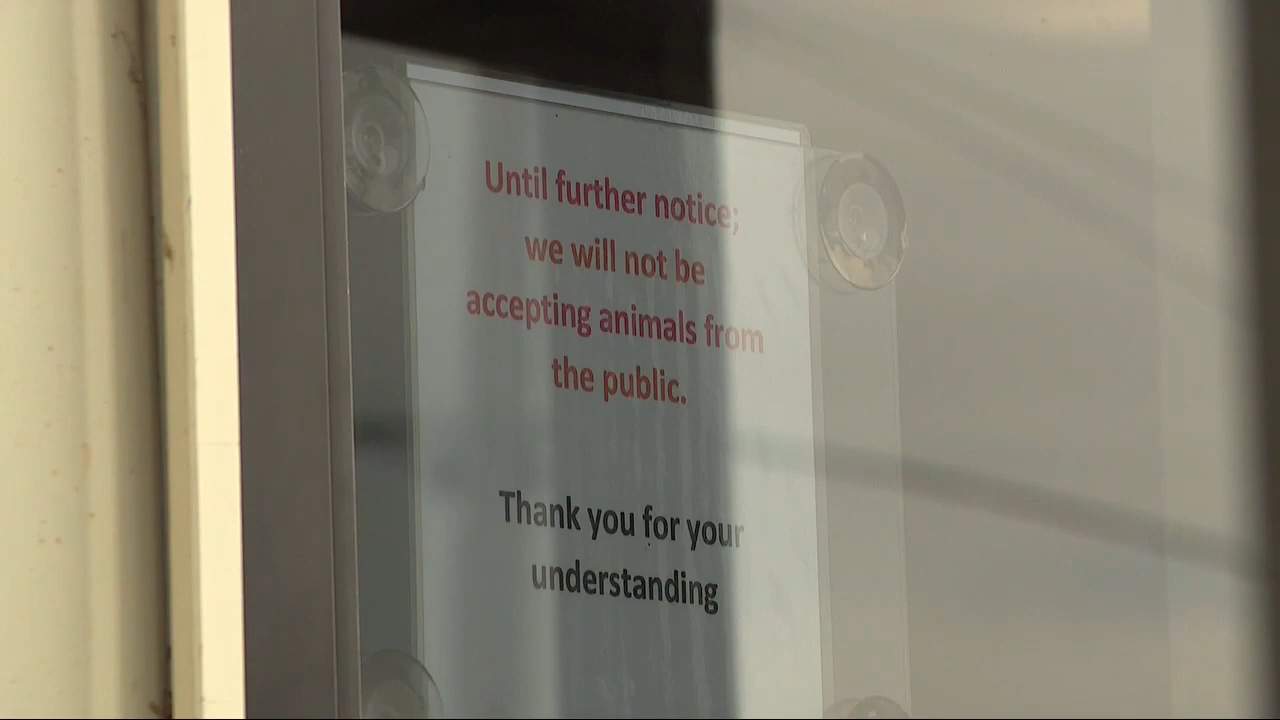 Until further notice;
we will not be
accepting animals from
the public.
Thank you for your
understanding